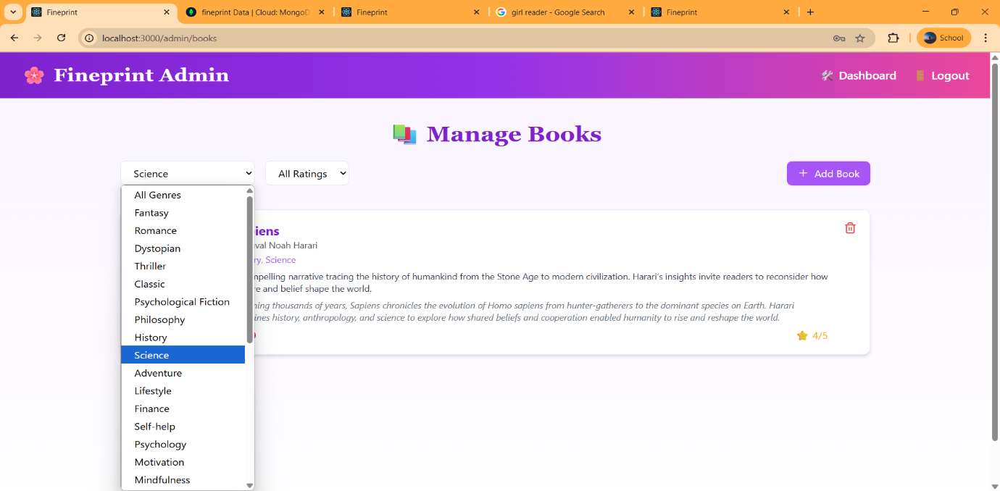 Fineprint
fineprint Data | Cloud: MongoD
Fineprint
girl reader - Google Search
Fineprint
localhost:3000/admin/books
School
Fineprint Admin
Dashboard
Logout
Manage Books
Science
All Ratings
+ Add Book
All Genres
Fantasy
Romance
Dystopian
Thriller
Classic
Psychological Fiction
Philosophy
History
Science
Adventure
Lifestyle
Finance
Self-help
Psychology
Motivation
Mindfulness
iens
val Noah Harari
ry, Science
mpelling narrative tracing the history of humankind from the Stone Age to modern civilization. Harari's insights invite readers to reconsider how
re and belief shape the world.
ning thousands of years, Sapiens chronicles the evolution of Homo sapiens from hunter-gatherers to the dominant species on Earth. Harari
ines history, anthropology, and science to explore how shared beliefs and cooperation enabled humanity to rise and reshape the world.
4/5